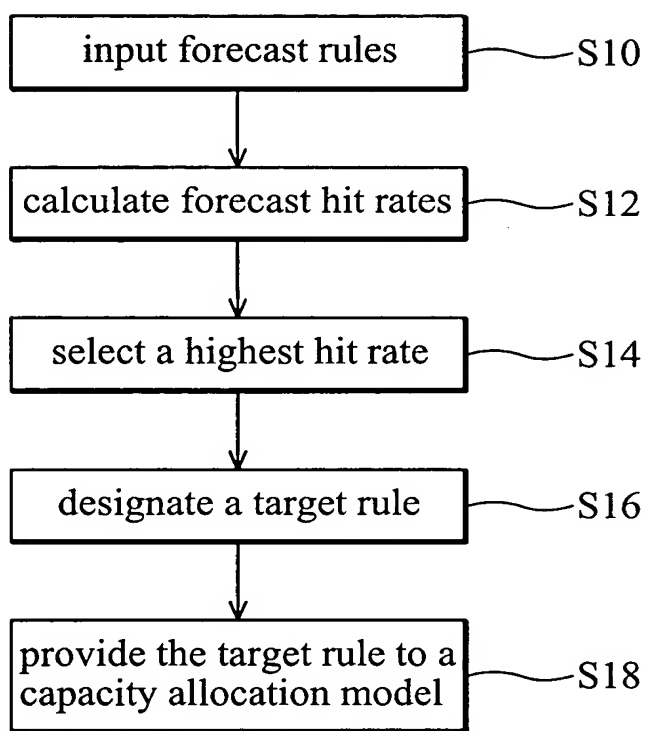 input forecast rules S10
calculate forecast hit rates S12
select a highest hit rate S14
designate a target rule S16
provide the target rule to a
capacity allocation model S18